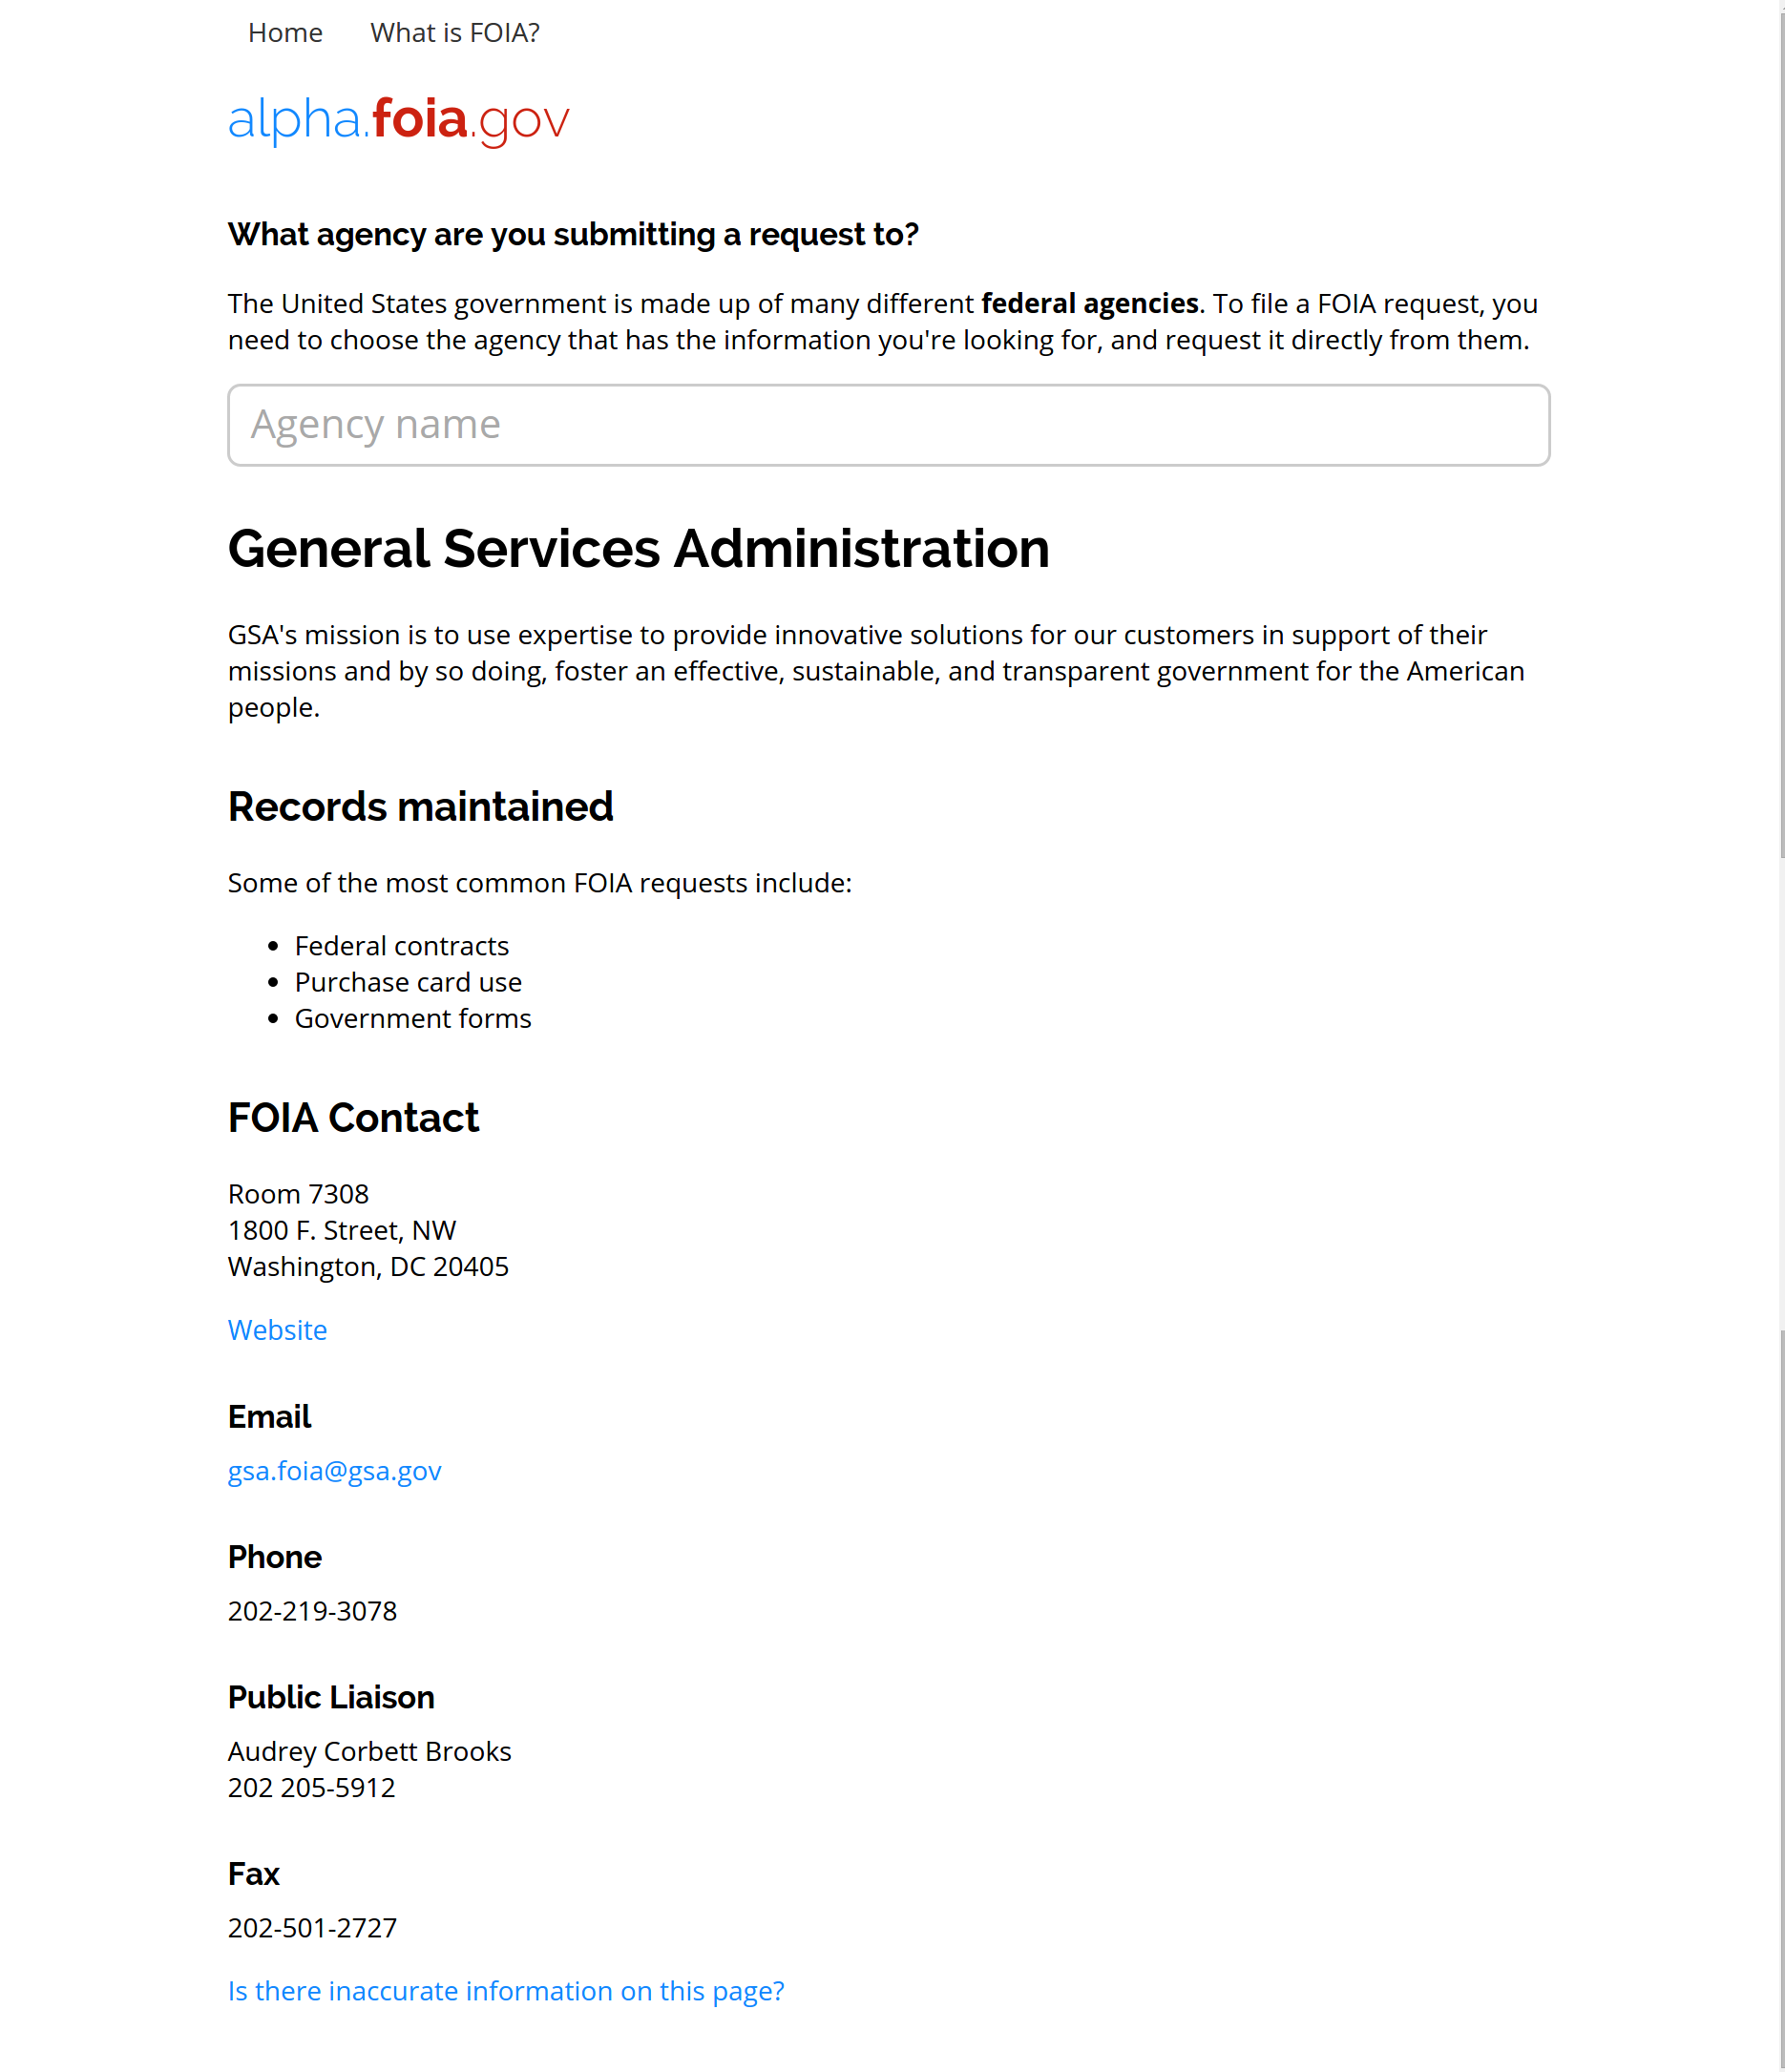 Home What is FOIA?
alpha.foia.gov
What agency are you submitting a request to?
The United States government is made up of many different federal agencies. To file a FOIA request, you
need to choose the agency that has the information you're looking for, and request it directly from them.
Agency name
General Services Administration
GSA's mission is to use expertise to provide innovative solutions for our customers in support of their
missions and by so doing, foster an effective, sustainable, and transparent government for the American
people.
Records maintained
Some of the most common FOIA requests include:
• Federal contracts
• Purchase card use
• Government forms
FOIA Contact
Room 7308
1800 F. Street, NW
Washington, DC 20405
Website
Email
gsa.foia@gsa.gov
Phone
202-219-3078
Public Liaison
Audrey Corbett Brooks
202 205-5912
Fax
202-501-2727
Is there inaccurate information on this page?